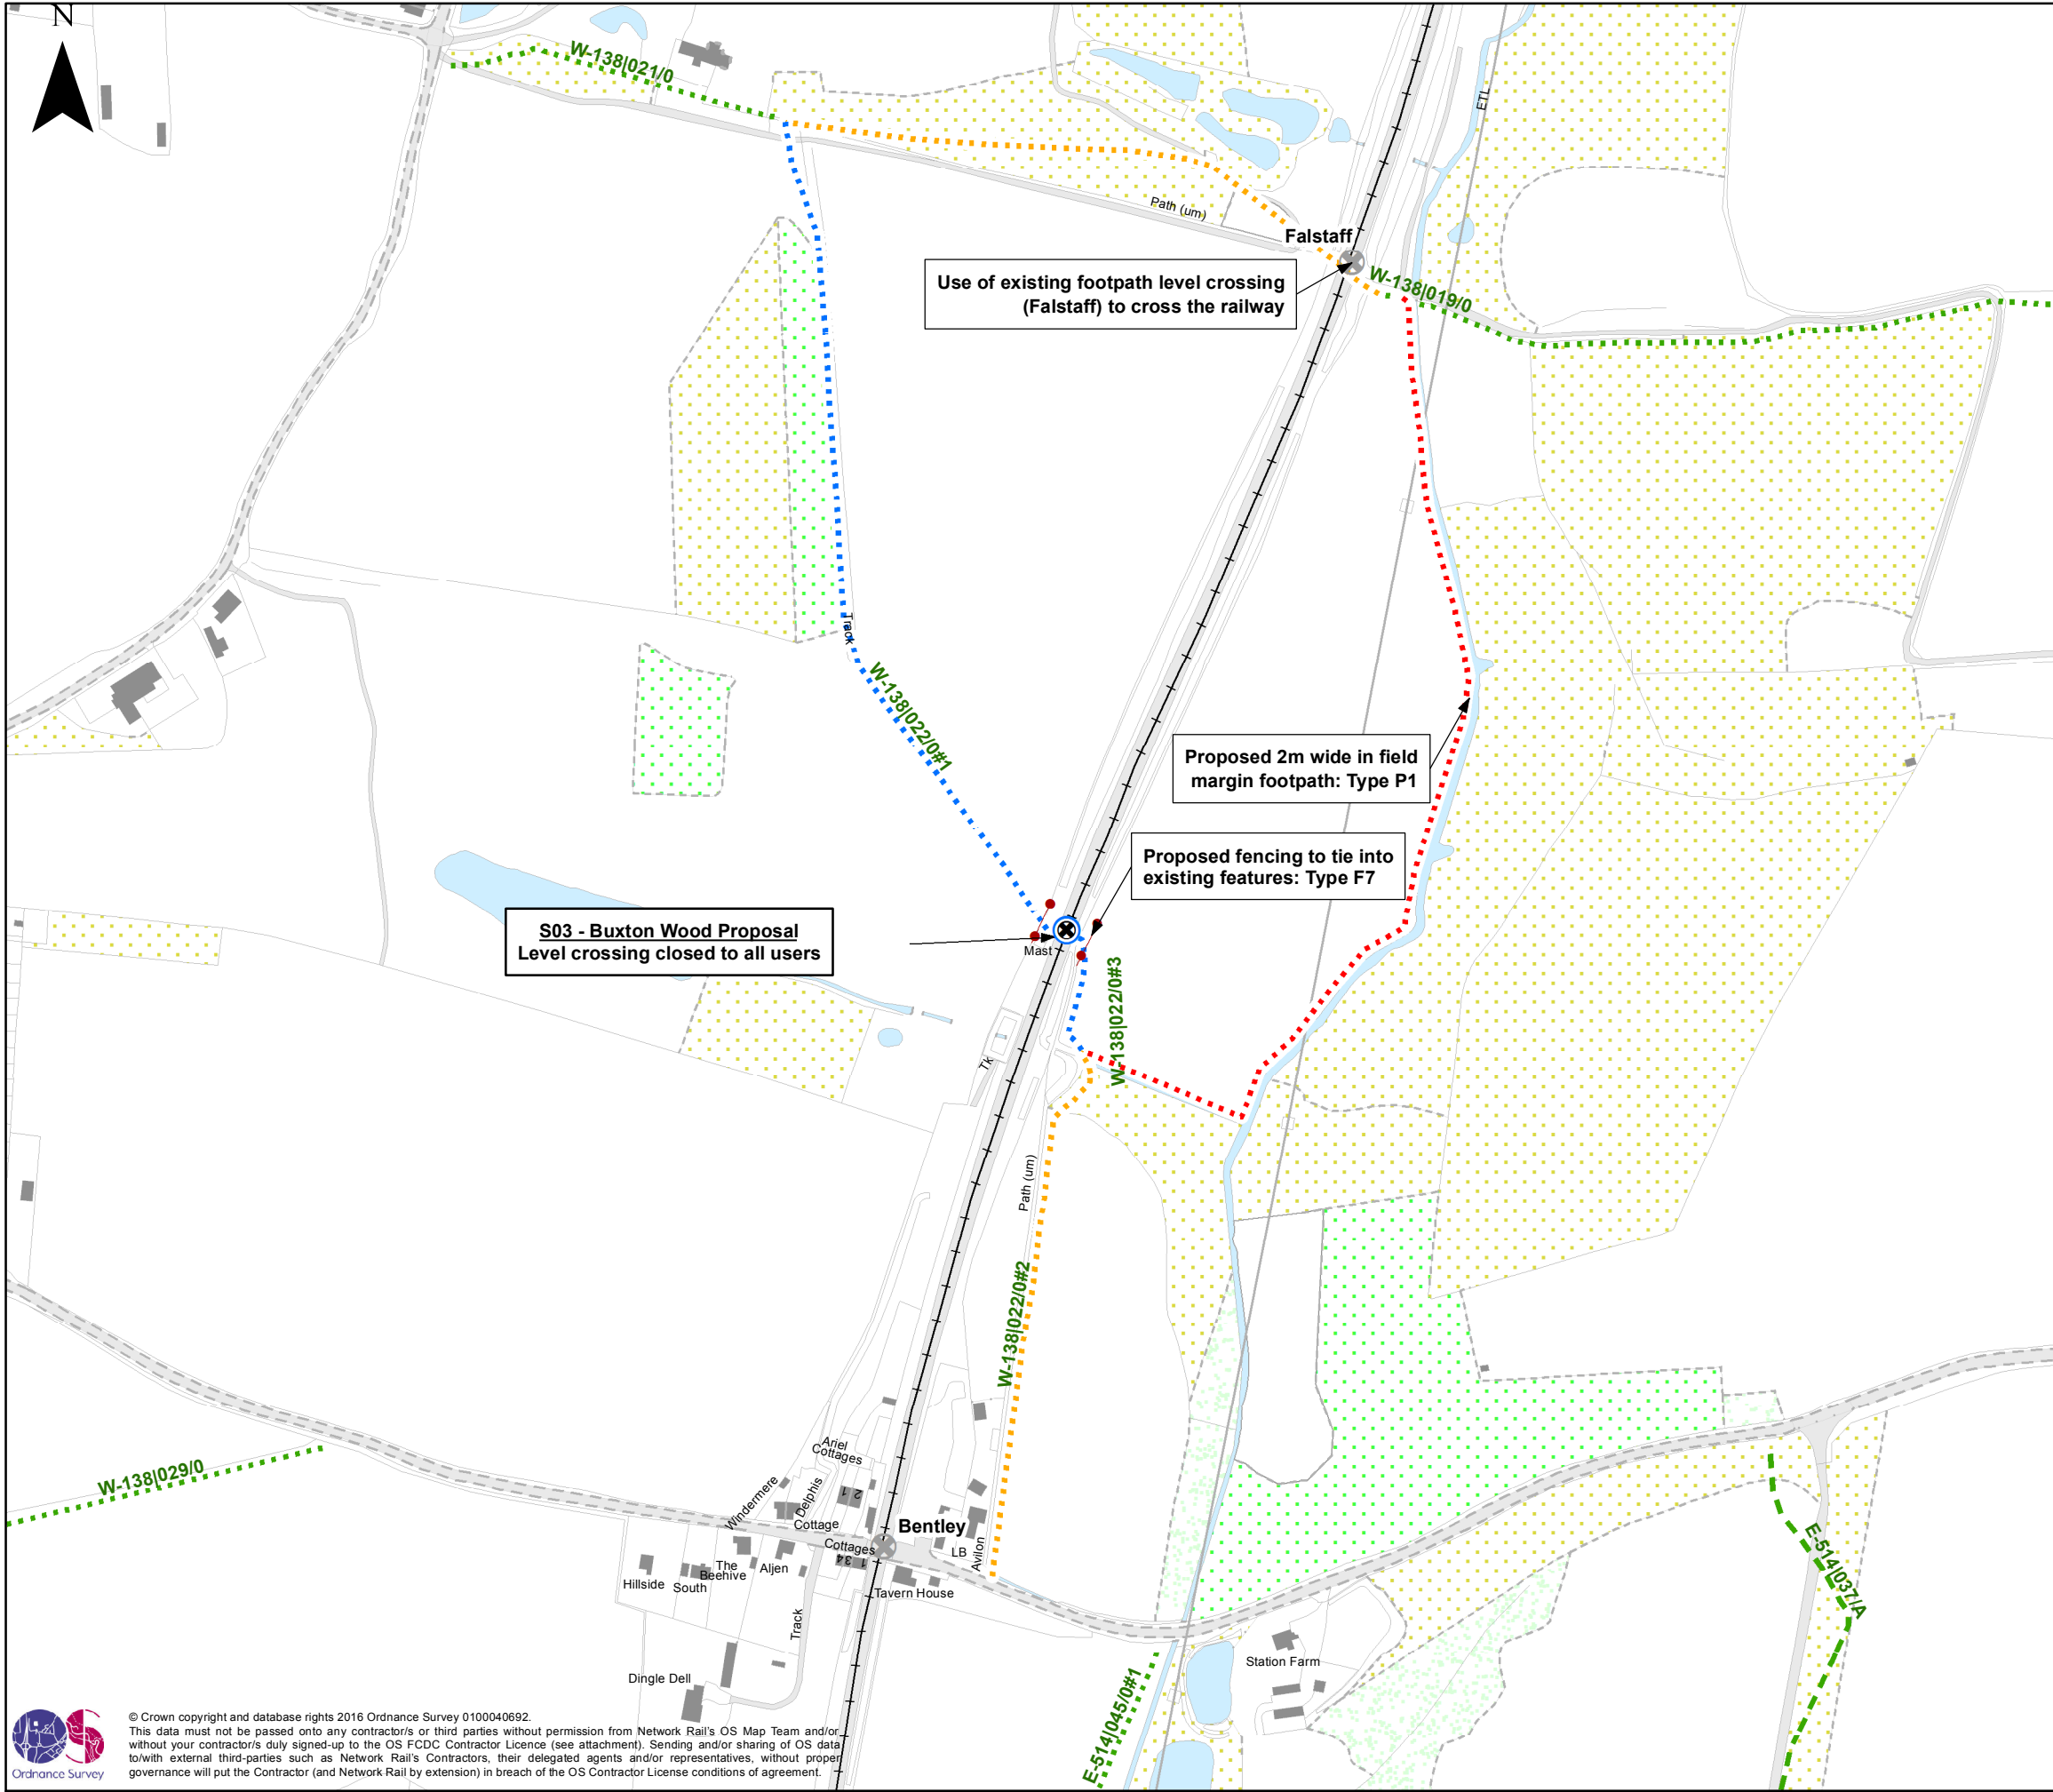 N
W-138|021/0
ETL
Path (um)
Falstaff
Use of existing footpath level crossing
(Falstaff) to cross the railway
W-138|019/0
Track
W-138|022/0#1
Proposed 2m wide in field
margin footpath: Type P1
Proposed fencing to tie into
existing features: Type F7
S03 - Buxton Wood Proposal
Level crossing closed to all users
Mast
W-138|022/0#3
Tk
Path (um)
W-138|022/0#2
W-138|029/0
Ariel
Cottages
Windermere
Delphis
2 1
Cottage
Bentley
Cottages
1 34
LB
Avilon
The
Beehive
Aljen
Hillside
South
Tavern House
Track
E-514|037/A
Dingle Dell
Station Farm
E-514|045/0#1
Ordnance Survey
© Crown copyright and database rights 2016 Ordnance Survey 0100040692.
This data must not be passed onto any contractor/s or third parties without permission from Network Rail's OS Map Team and/or
without your contractor/s duly signed-up to the OS FCDC Contractor Licence (see attachment). Sending and/or sharing of OS data
to/with external third-parties such as Network Rail's Contractors, their delegated agents and/or representatives, without proper
governance will put the Contractor (and Network Rail by extension) in breach of the OS Contractor License conditions of agreement.